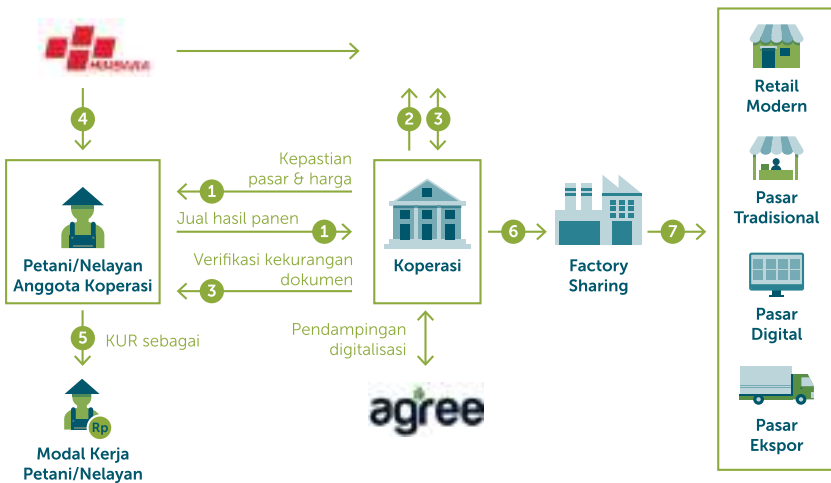 HIMBARA
4
2
3
Kepastian
pasar & harga
1
Jual hasil panen
1
Verifikasi kekurangan
dokumen
3
Petani/Nelayan
Anggota Koperasi
Koperasi
6
Factory
Sharing
7
5
KUR sebagai
Rp
Modal Kerja
Petani/Nelayan
Pendampingan
digitalisasi
agree
Retail
Modern
Pasar
Tradisional
Pasar
Digital
Pasar
Ekspor